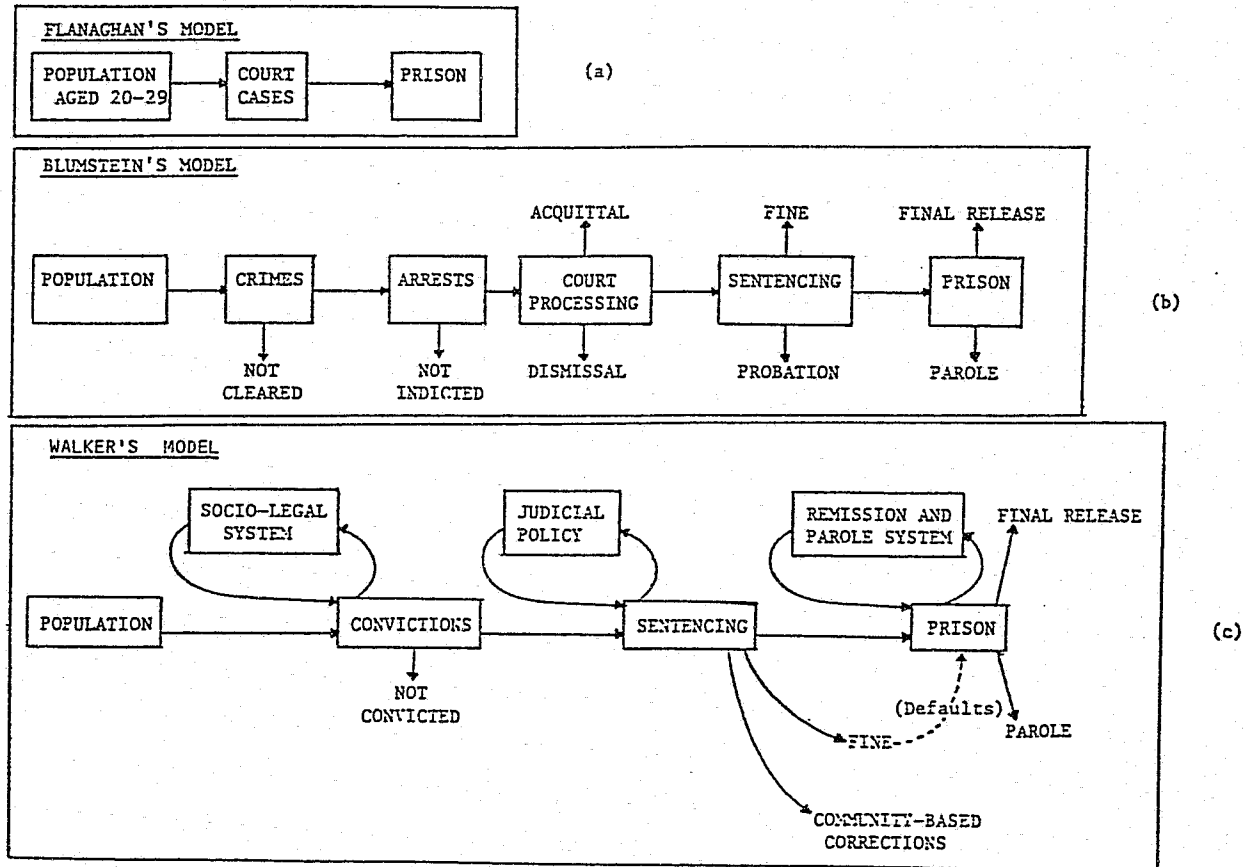 FLANAGHAN'S MODEL
POPULATION
AGED 20-29
COURT
CASES
PRISON
(a)
BLUMSTEIN'S MODEL
ACQUITTAL
FINE
FINAL RELEASE
POPULATION
CRIMES
ARRESTS
COURT
PROCESSING
SENTENCING
PRISON
(b)
NOT
CLEARED
NOT
INDICTED
DISMISSAL
PROBATION
PAROLE
WALKER'S MODEL
SOCIO-LEGAL
SYSTEM
JUDICIAL
POLICY
REMISSION AND
PAROLE SYSTEM
FINAL RELEASE
POPULATION
CONVICTIONS
SENTENCING
PRISON
(c)
NOT
CONVICTED
(Defaults)
FINE
PAROLE
COMMUNITY-BASED
CORRECTIONS